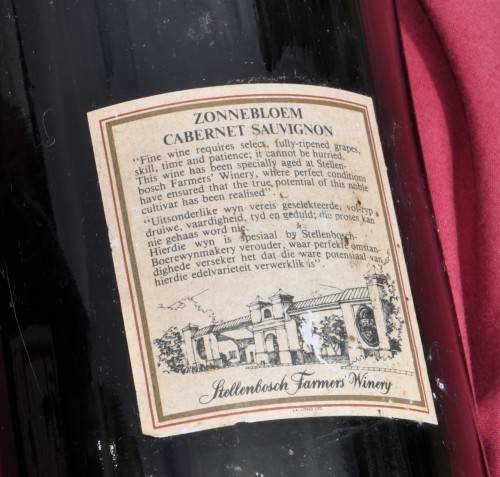 ZONNEBLOEM
CABERNET SAUVIGNON
"Fine wine requires select, fully-ripened grapes,
skill, time and patience; it cannot be hurried.
This wine has been specially aged at Stellen-
bosch Farmers' Winery, where perfect conditions
have ensured that the true potential of this noble
cultivar has been realised"
"Uitsonderlike wyn vereis geselekteerde, volryp
druiwe, vaardigheid, tyd en geduld; die proses kan
nie gehaas word nie.
Hierdie wyn is spesiaal by Stellenbosch-
Boerewynmakery verouder, waar perfekte omstan-
dighede verseker het dat die ware potensiaal van
hierdie edelvariëteit verwerklik is".
Stellenbosch Farmers' Winery